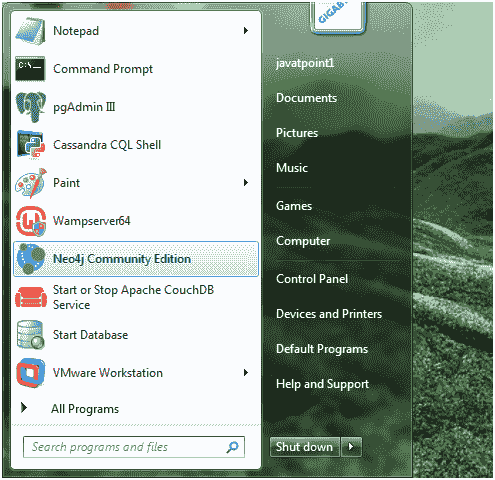 GIGAB
Notepad
Command Prompt
C:\_
pgAdmin III
Cassandra CQL Shell
Paint
Wampserver64
Neo4j Community Edition
Start or Stop Apache CouchDB
Service
Start Database
VMware Workstation
All Programs
Search programs and files
javatpoint1
Documents
Pictures
Music
Games
Computer
Control Panel
Devices and Printers
Default Programs
Help and Support
Shut down